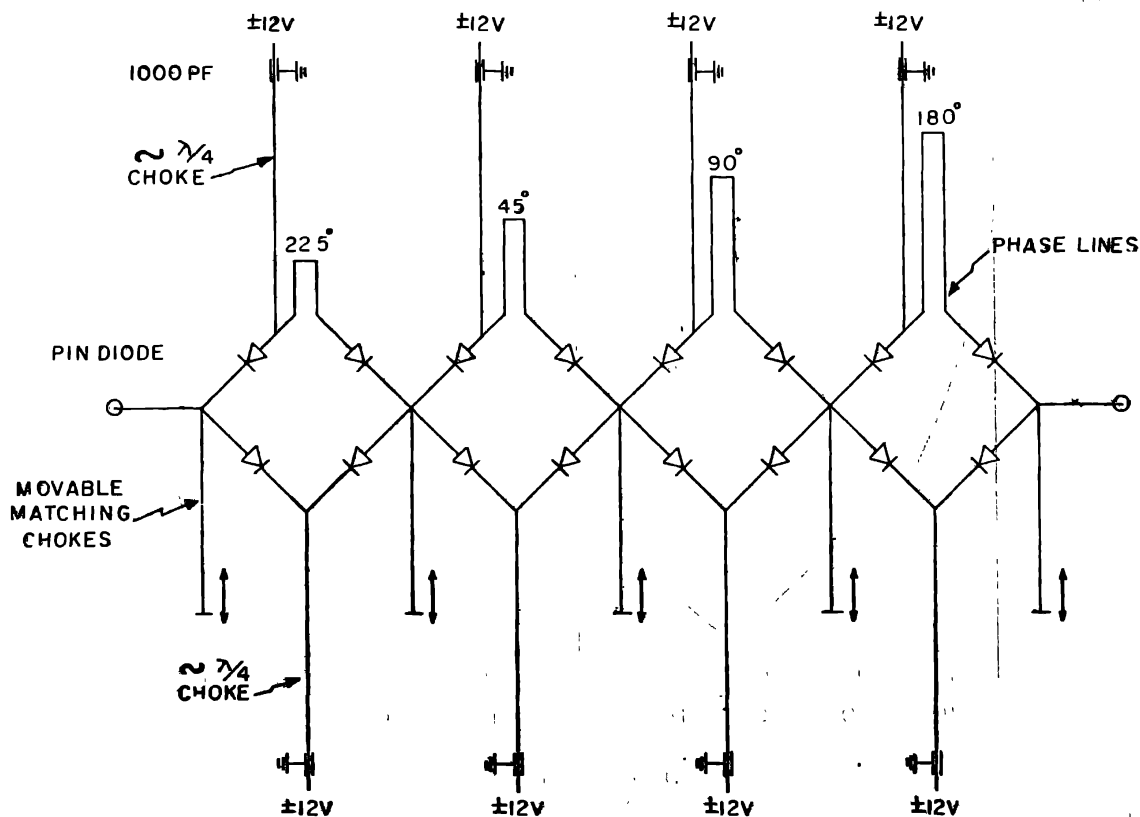 ±12V
±12V
±12V
±12V
1000 PF
180°
~ λ/4
CHOKE
90°
45°
22 5°
PHASE LINES
PIN DIODE
MOVABLE
MATCHING
CHOKES
~ λ/4
CHOKE
±12V
±12V
±12V
±12V